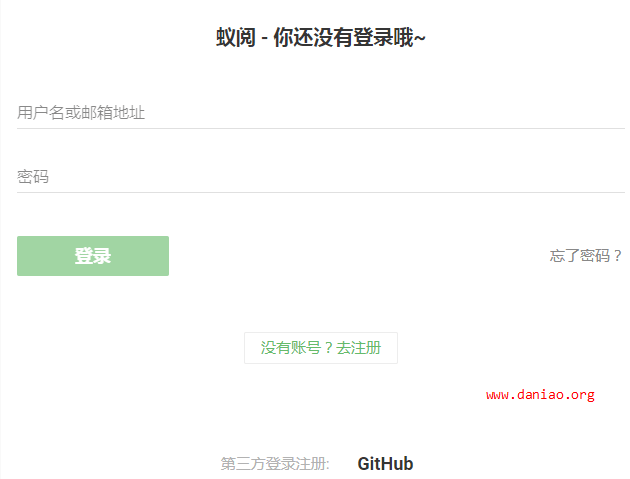 蚁阅 - 你还没有登录哦~
用户名或邮箱地址
密码
登录
忘了密码？
没有账号？去注册
www.daniao.org
第三方登录注册: GitHub